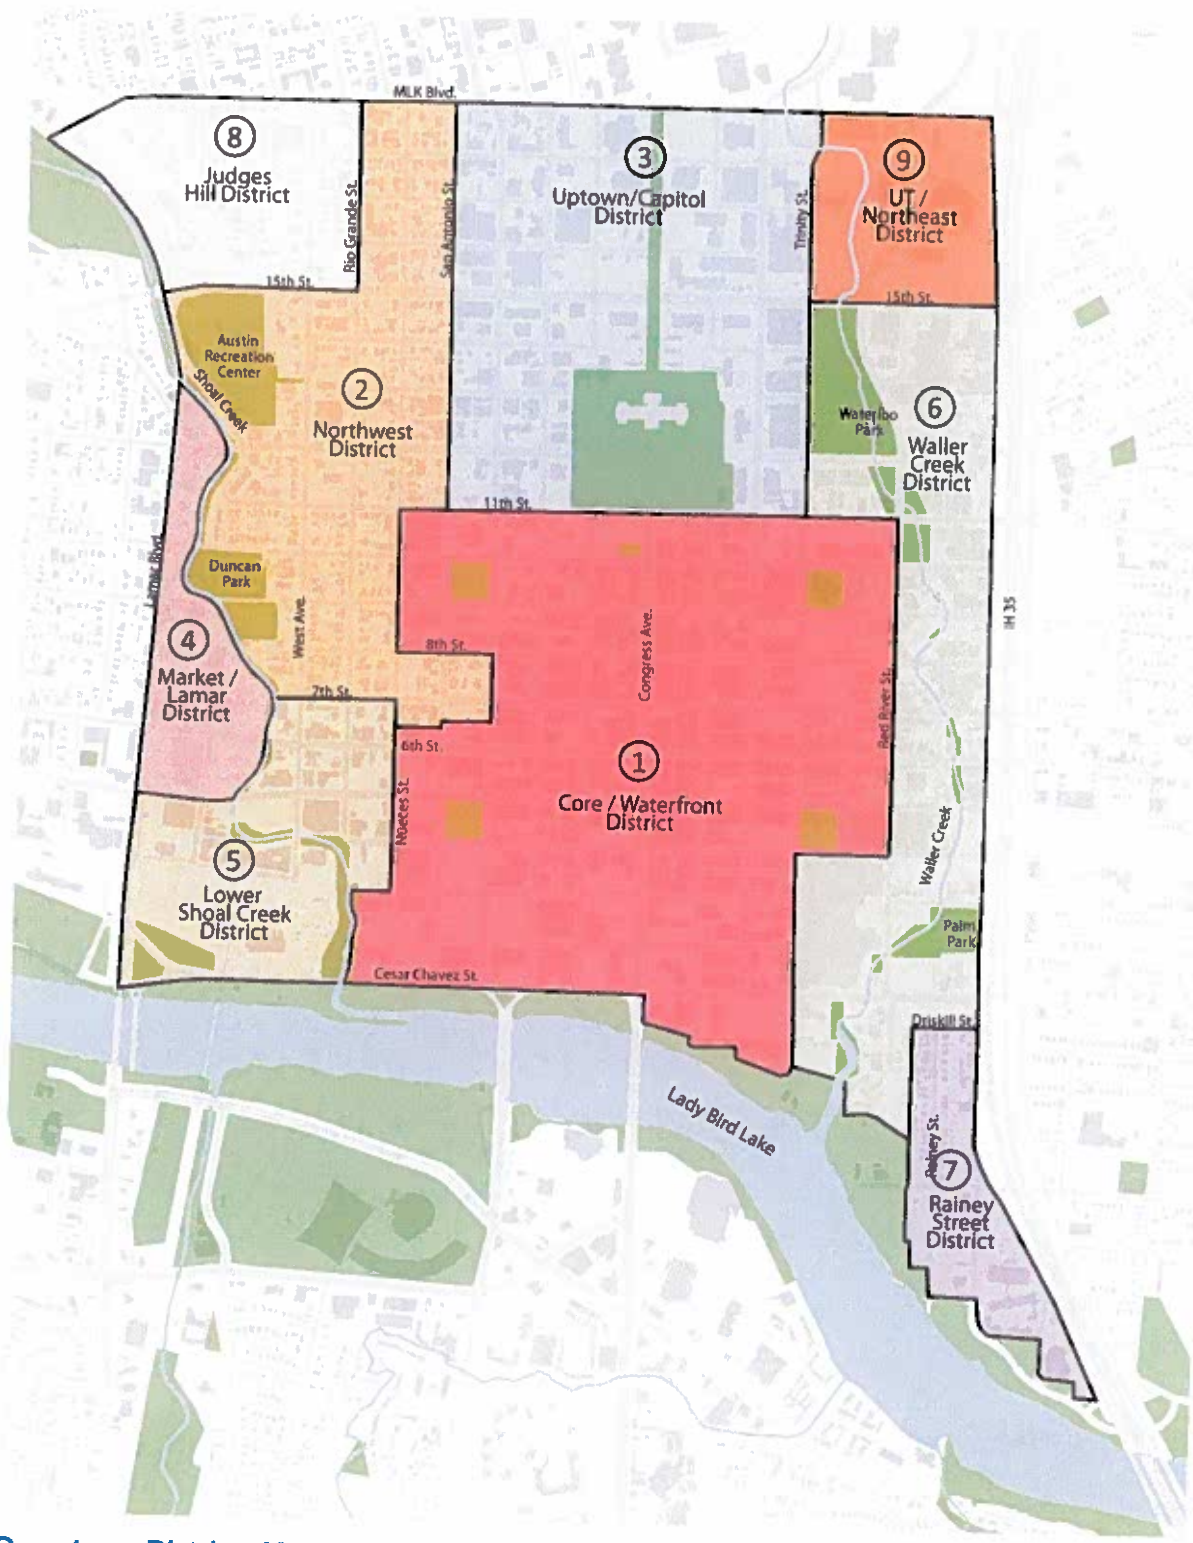 MLK Blvd.
8
Judges
Hill District
Rio Grande St.
San Antonio St.
3
Uptown/Capitol
District
Trinity St.
9
UT /
Northeast
District
15th St.
15th St.
Austin
Recreation
Center
Shoal Creek
2
Northwest
District
Waterloo
Park
6
Waller
Creek
District
11th St.
Lamar Blvd.
Duncan
Park
West Ave.
4
Market /
Lamar
District
8th St.
7th St.
6th St.
Congress Ave.
Red River St.
IH 35
1
Core / Waterfront
District
Nueces St.
5
Lower
Shoal Creek
District
Waller Creek
Palm
Park
Cesar Chavez St.
Driskill St.
Lady Bird Lake
Rainey St.
7
Rainey
Street
District